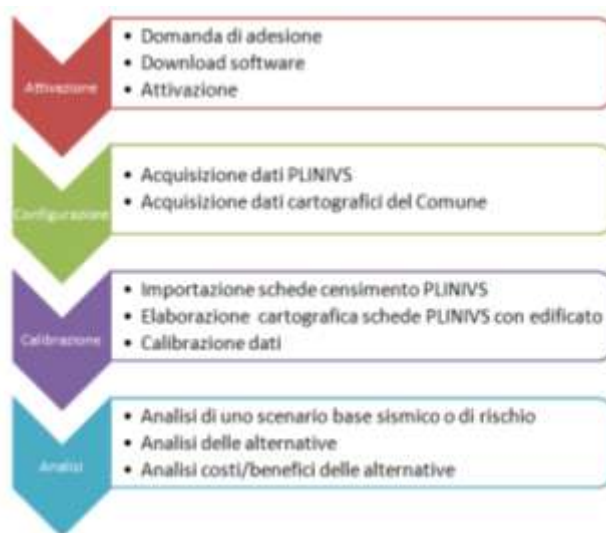 Attivazione
• Domanda di adesione
• Download software
• Attivazione
Configurazione
• Acquisizione dati PLINIVS
• Acquisizione dati cartografici del Comune
Calibrazione
• Importazione schede censimento PLINIVS
• Elaborazione cartografica schede PLINIVS con edificato
• Calibrazione dati
Analisi
• Analisi di uno scenario base sismico o di rischio
• Analisi delle alternative
• Analisi costi/benefici delle alternative